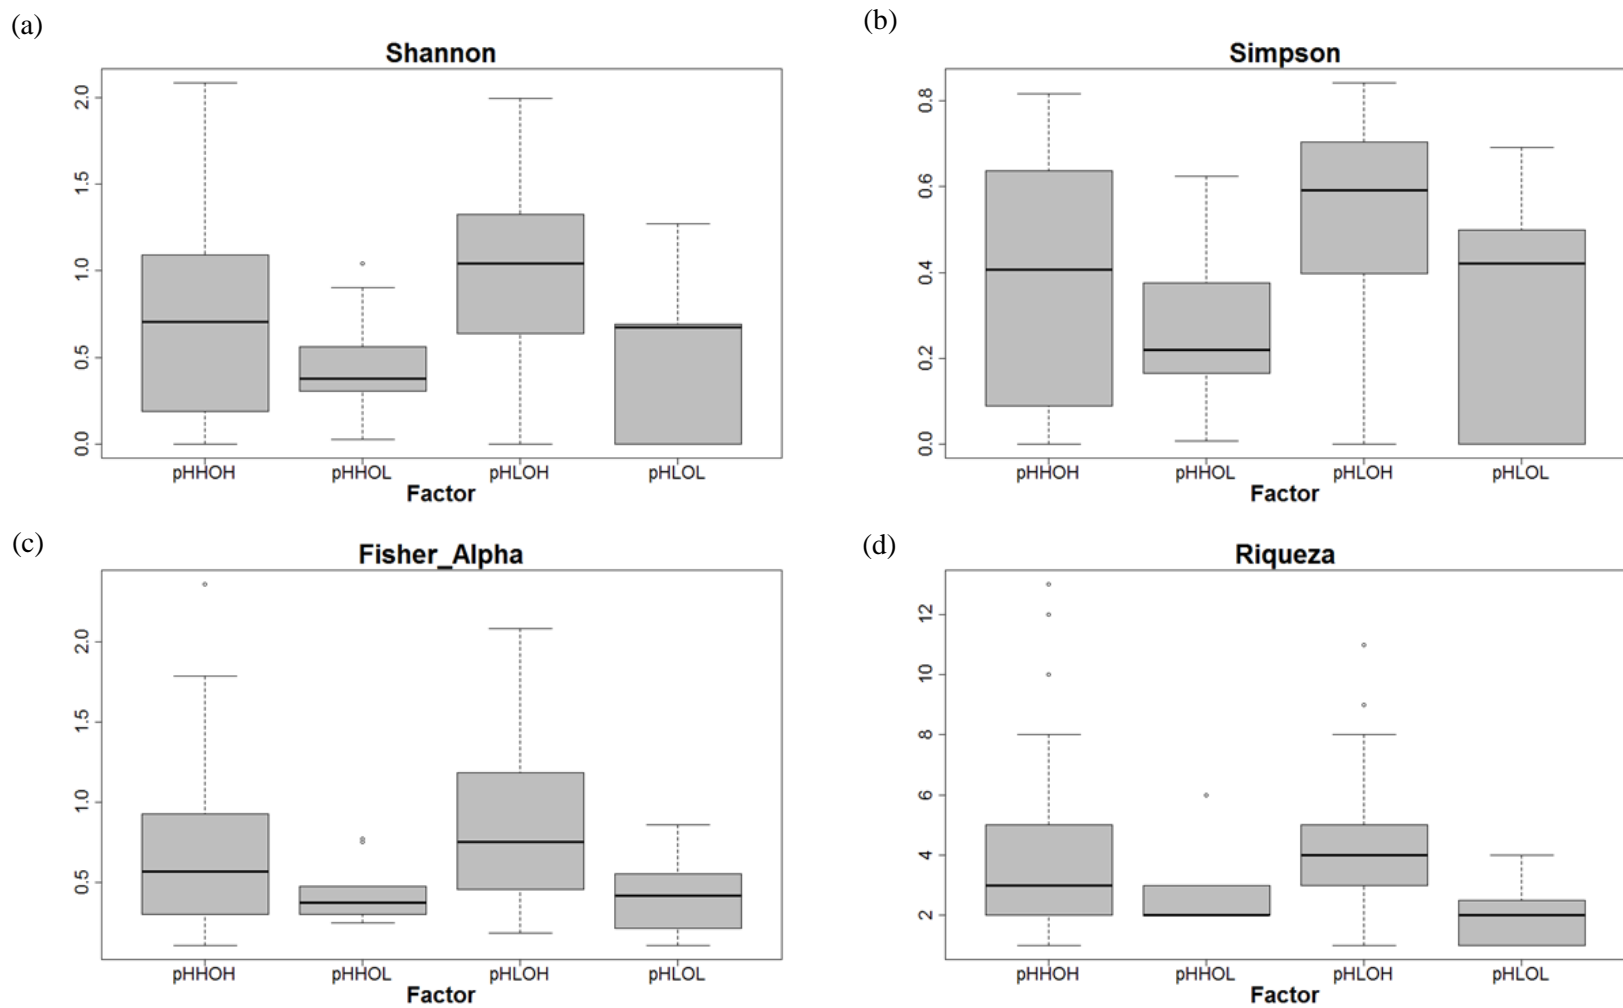 (a)
Shannon
2.0
1.5
1.0
0.5
0.0
pHHOH pHHOL pHLOH pHLOL
Factor
(b)
Simpson
0.8
0.6
0.4
0.2
0.0
pHHOH pHHOL pHLOH pHLOL
Factor
(c)
Fisher_Alpha
2.0
1.5
1.0
0.5
pHHOH pHHOL pHLOH pHLOL
Factor
(d)
Riqueza
12
10
8
6
4
2
pHHOH pHHOL pHLOH pHLOL
Factor